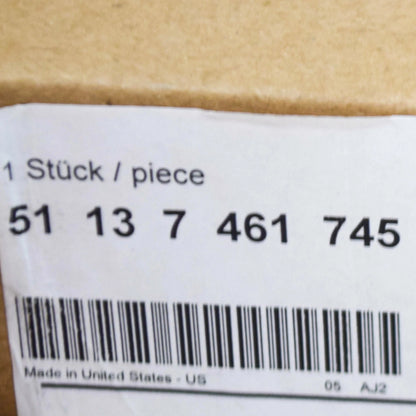 1 Stück / piece
51 13 7 461 745
Made in United States - US 05 AJ2